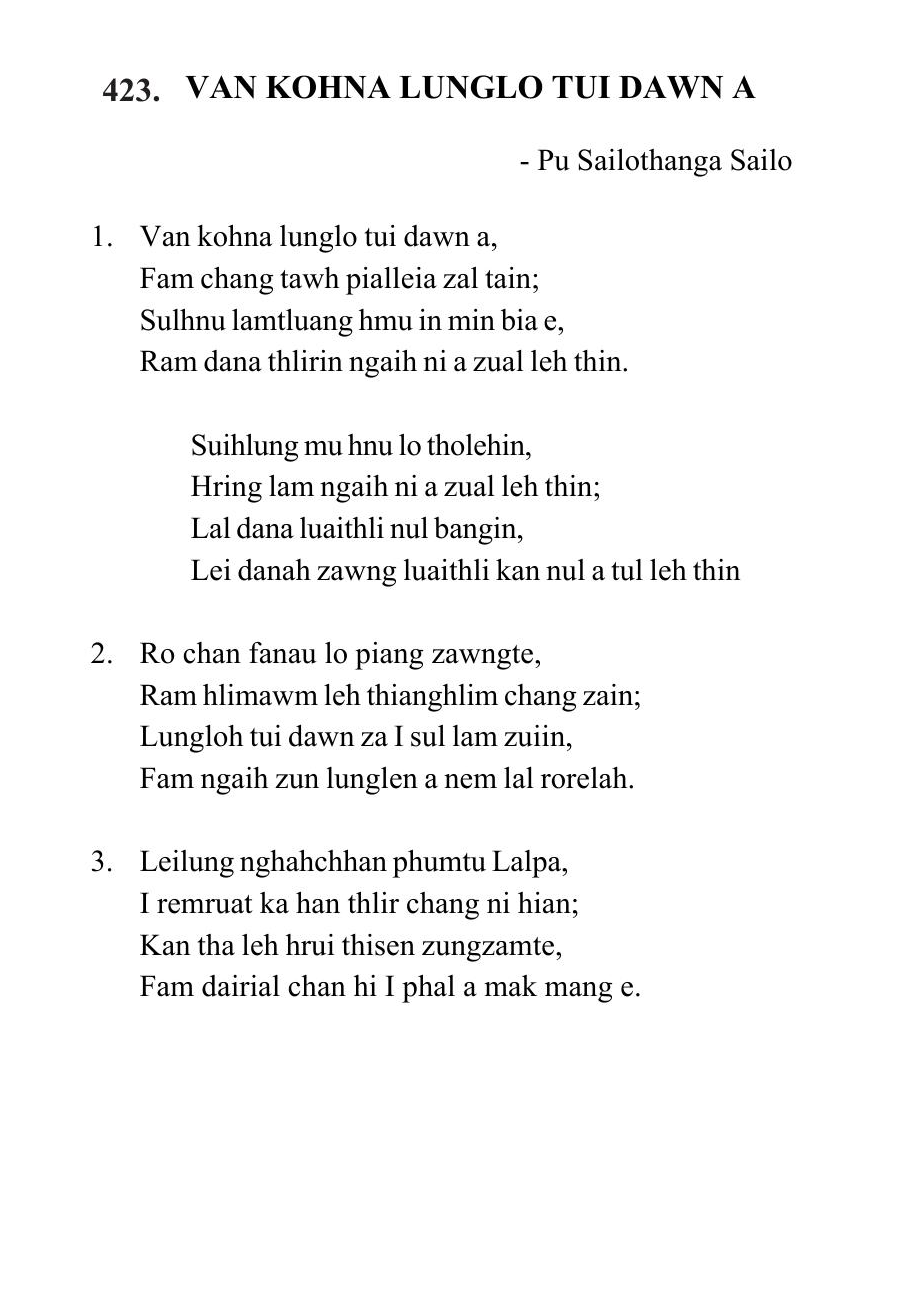 423. VAN KOHNA LUNGLO TUI DAWN A
- Pu Sailothanga Sailo
1. Van kohna lunglo tui dawn a,
Fam chang tawh pialleia zal tain;
Sulhnu lamtluang hmu in min bia e,
Ram dana thlirin ngaih ni a zual leh thin.
Suihlung mu hnu lo tholehin,
Hring lam ngaih ni a zual leh thin;
Lal dana luaithli nul bangin,
Lei danah zawng luaithli kan nul a tul leh thin
2. Ro chan fanau lo piang zawngte,
Ram hlimawm leh thianghlim chang zain;
Lungloh tui dawn za I sul lam zuiin,
Fam ngaih zun lunglen a nem lal rorelah.
3. Leilung nghahchhan phumtu Lalpa,
I remruat ka han thlir chang ni hian;
Kan tha leh hrui thisen zungzamte,
Fam dairial chan hi I phal a mak mang e.